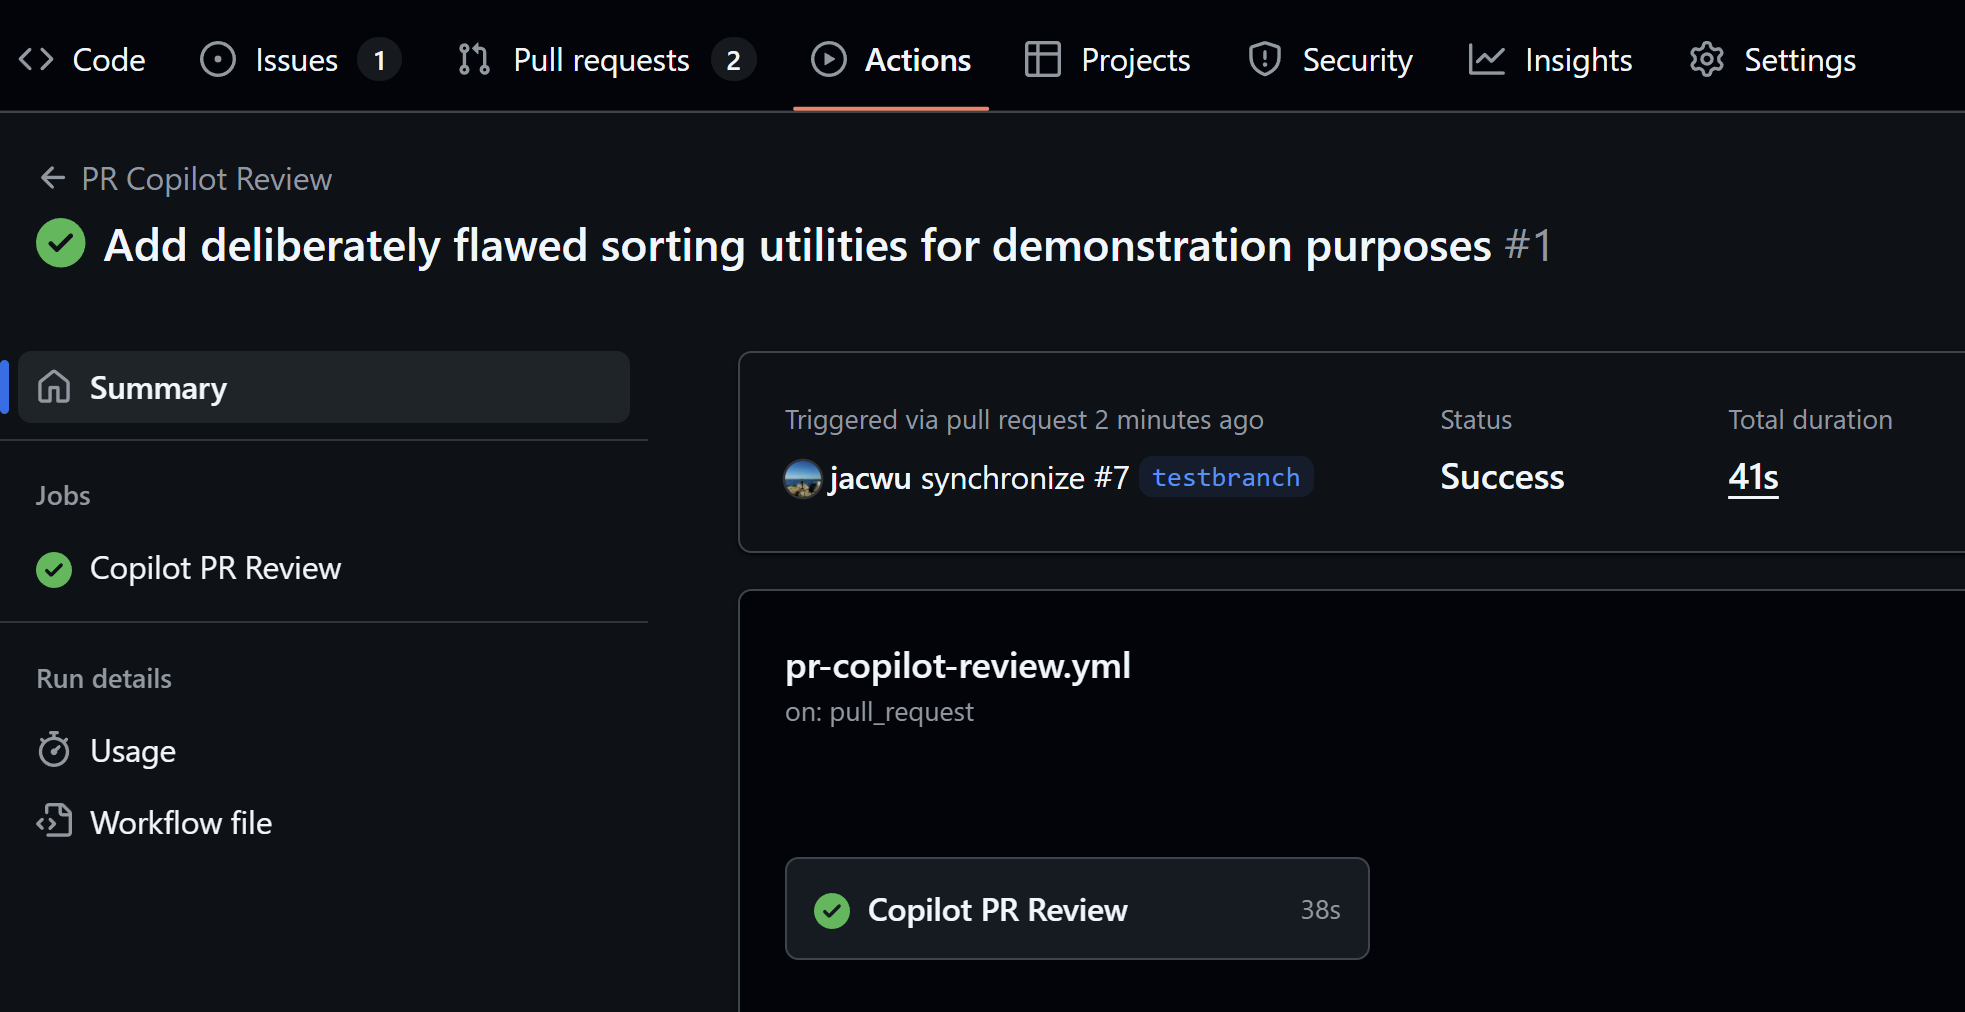 Code Issues 1 Pull requests 2 Actions Projects Security Insights Settings
PR Copilot Review
Add deliberately flawed sorting utilities for demonstration purposes #1
Summary
Jobs
Copilot PR Review
Run details
Usage
Workflow file
Triggered via pull request 2 minutes ago
jacwu synchronize #7 testbranch
Status
Success
Total duration
41s
pr-copilot-review.yml
on: pull_request
Copilot PR Review 38s